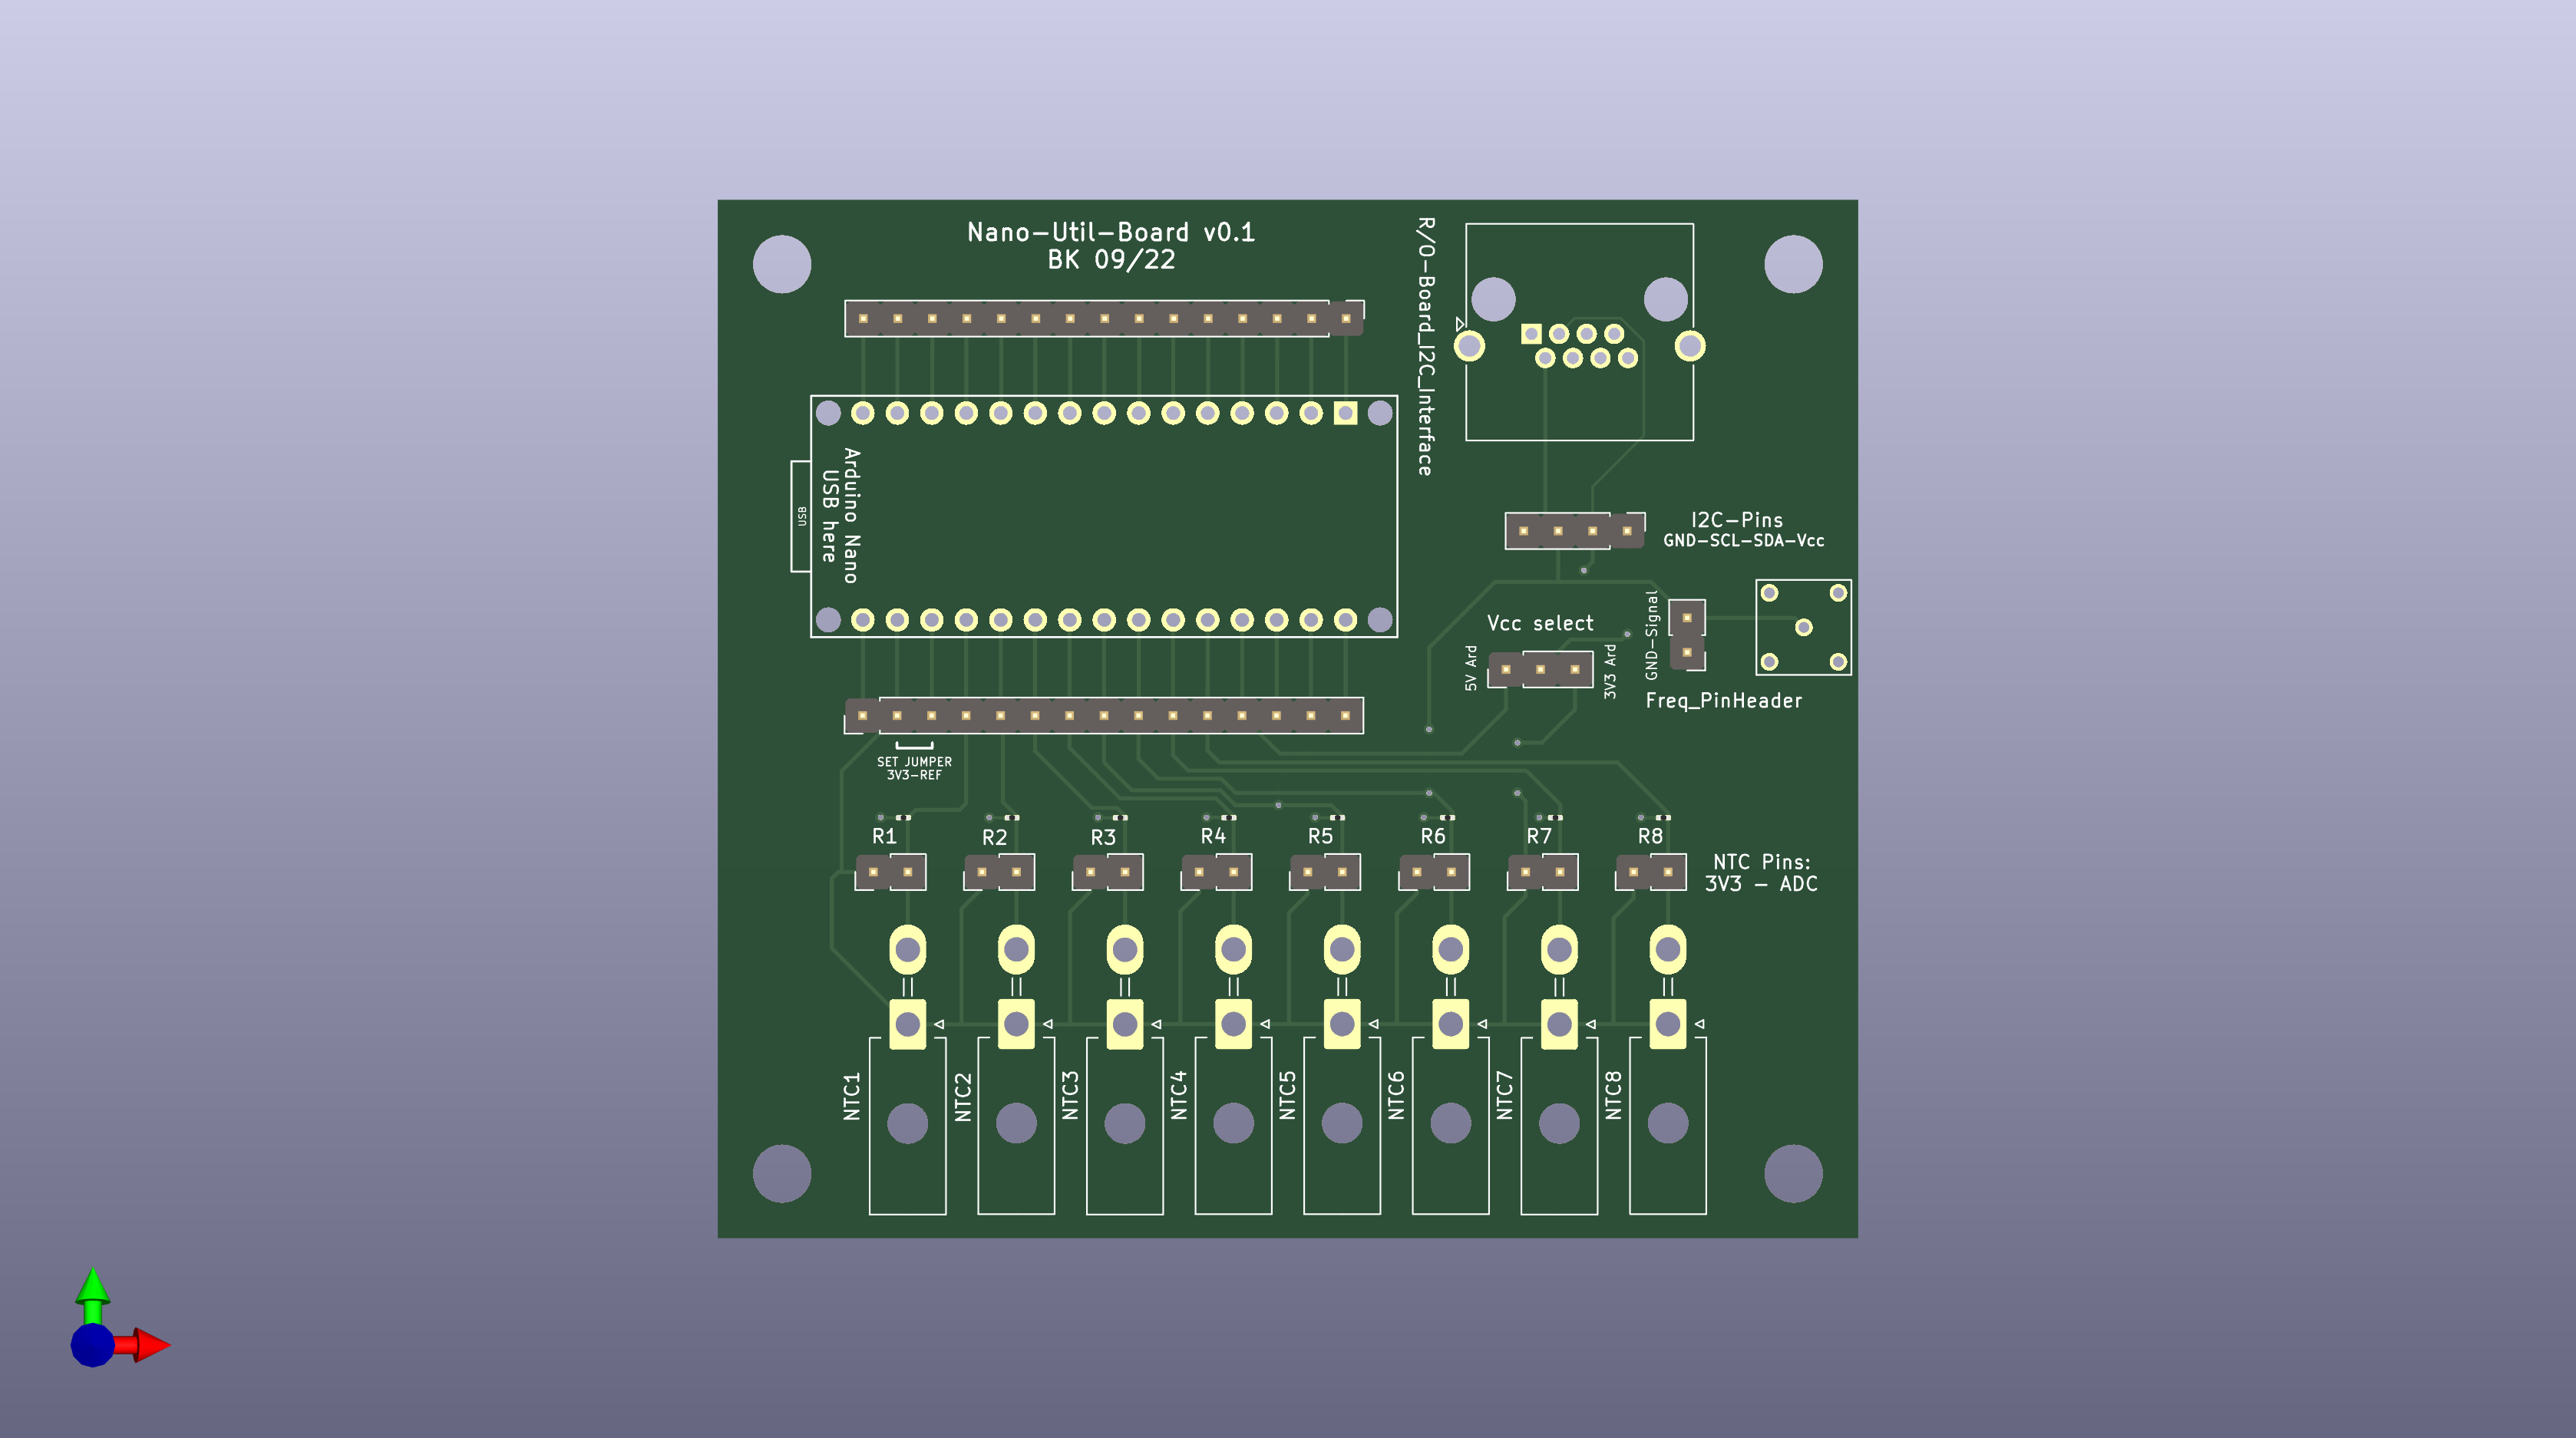 Nano-Util-Board v0.1
BK 09/22
R/O-Board_I2C_Interface
Arduino Nano
USB here
USB
I2C-Pins
GND-SCL-SDA-Vcc
Vcc select
5V Ard
3V3 Ard
GND-Signal
Freq_PinHeader
SET JUMPER
3V3-REF
R1
R2
R3
R4
R5
R6
R7
R8
NTC Pins:
3V3 - ADC
NTC1
NTC2
NTC3
NTC4
NTC5
NTC6
NTC7
NTC8